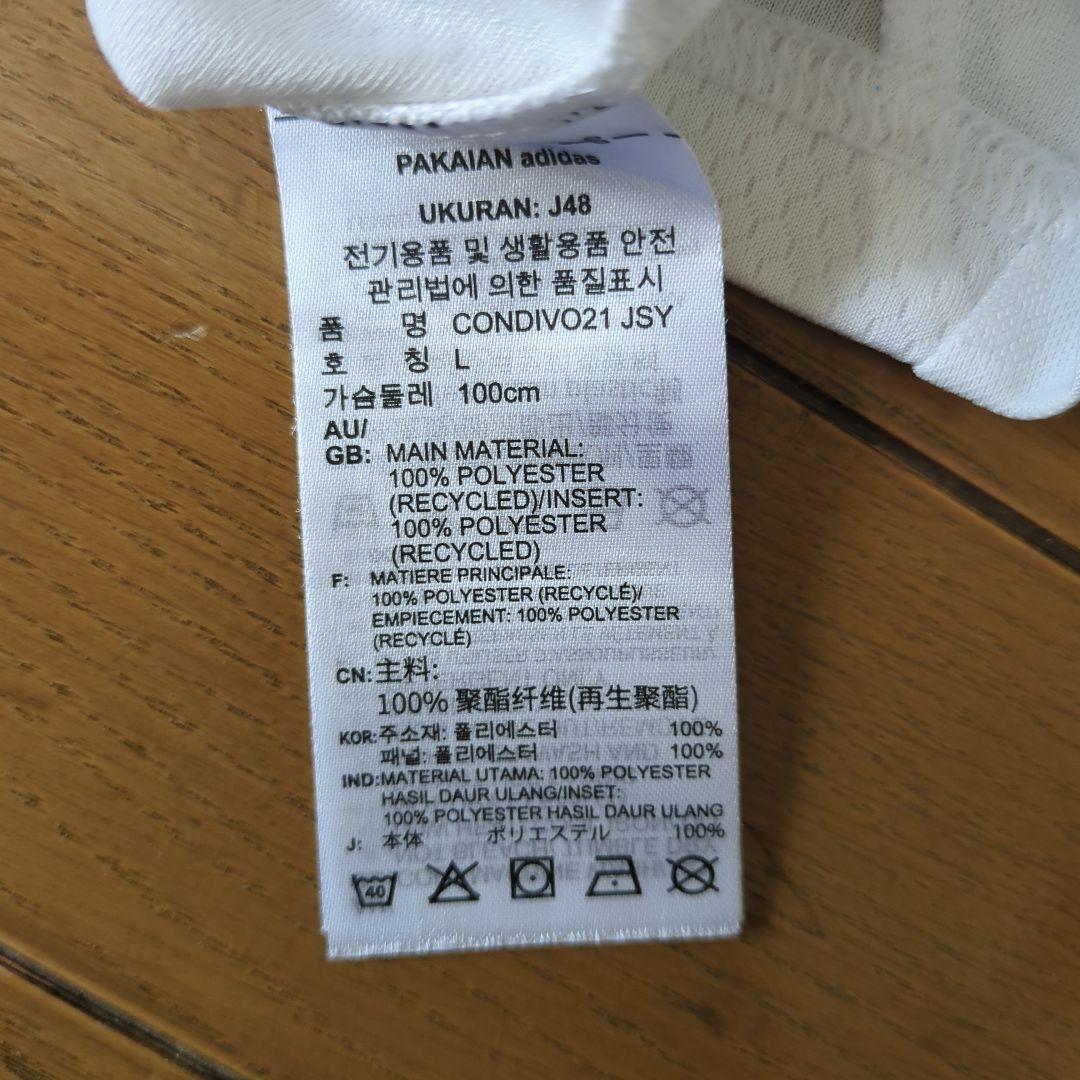 PAKAIAN adidas
UKURAN: J48
전기용품 및 생활용품 안전
관리법에 의한 품질표시
품 명 CONDIVO21 JSY
호 칭 L
가슴둘레 100cm
AU/
GB: MAIN MATERIAL:
100% POLYESTER
(RECYCLED)/INSERT:
100% POLYESTER
(RECYCLED)
F: MATIERE PRINCIPALE:
100% POLYESTER (RECYCLÉ)/
EMPIECEMENT: 100% POLYESTER
(RECYCLÉ)
CN: 主料:
100% 聚酯纤维(再生聚酯)
KOR: 주소재: 폴리에스터 100%
패널: 폴리에스터 100%
IND: MATERIAL UTAMA: 100% POLYESTER
HASIL DAUR ULANG/INSET:
100% POLYESTER HASIL DAUR ULANG
J: 本体 ポリエステル 100%
40